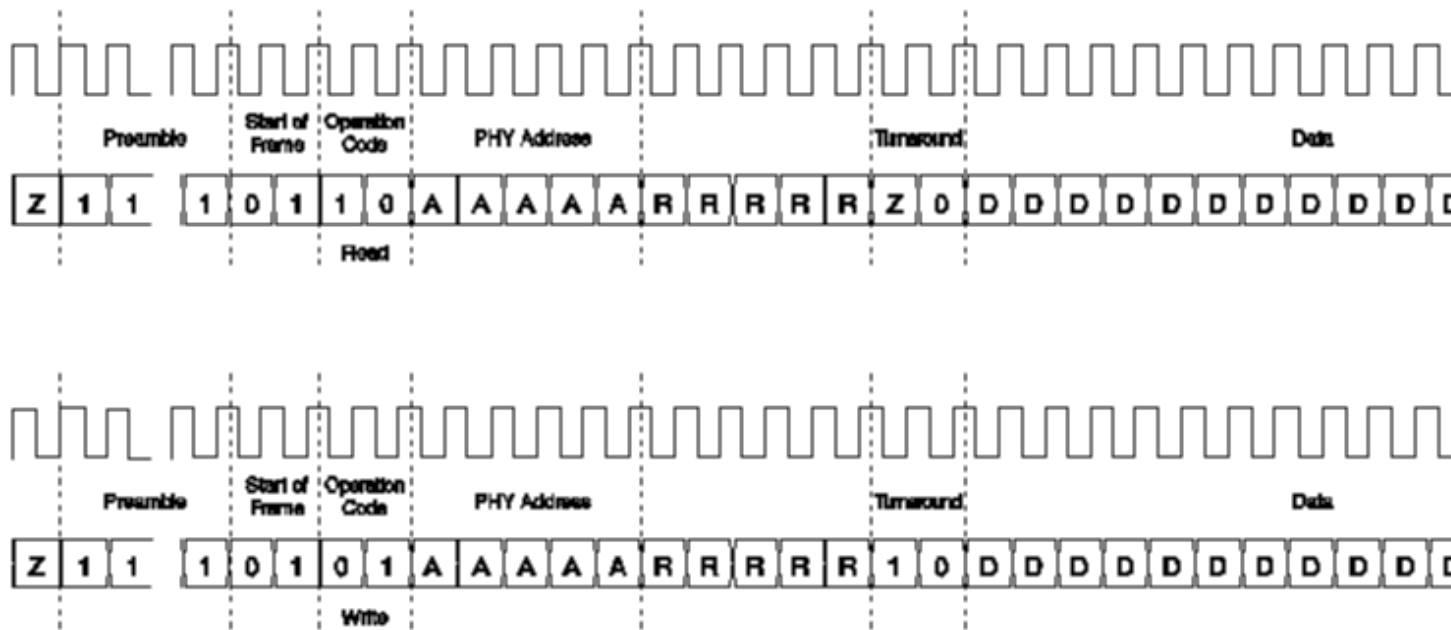 Preamble Start of Frame Operation Code PHY Address Turnaround Data
Z 1 1 1 0 1 1 0 A A A A A R R R R R Z 0 D D D D D D D D D D D
Read
Preamble Start of Frame Operation Code PHY Address Turnaround Data
Z 1 1 1 0 1 0 1 A A A A A R R R R R 1 0 D D D D D D D D D D D
Write